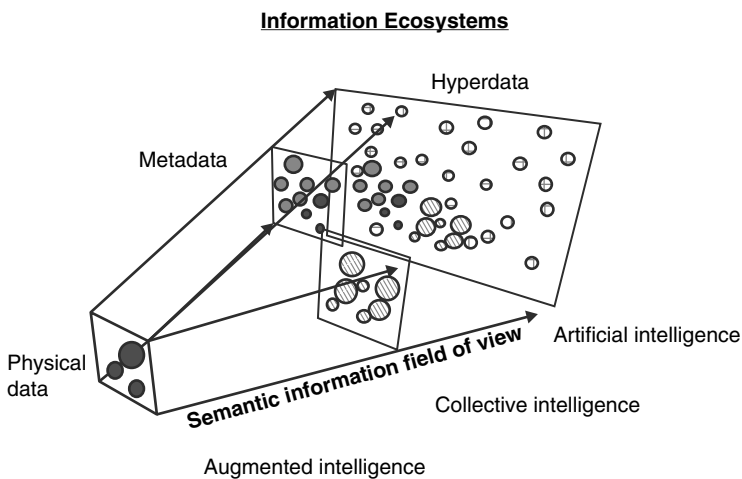 Information Ecosystems
Hyperdata
Metadata
Physical
data
Semantic information field of view
Artificial intelligence
Collective intelligence
Augmented intelligence